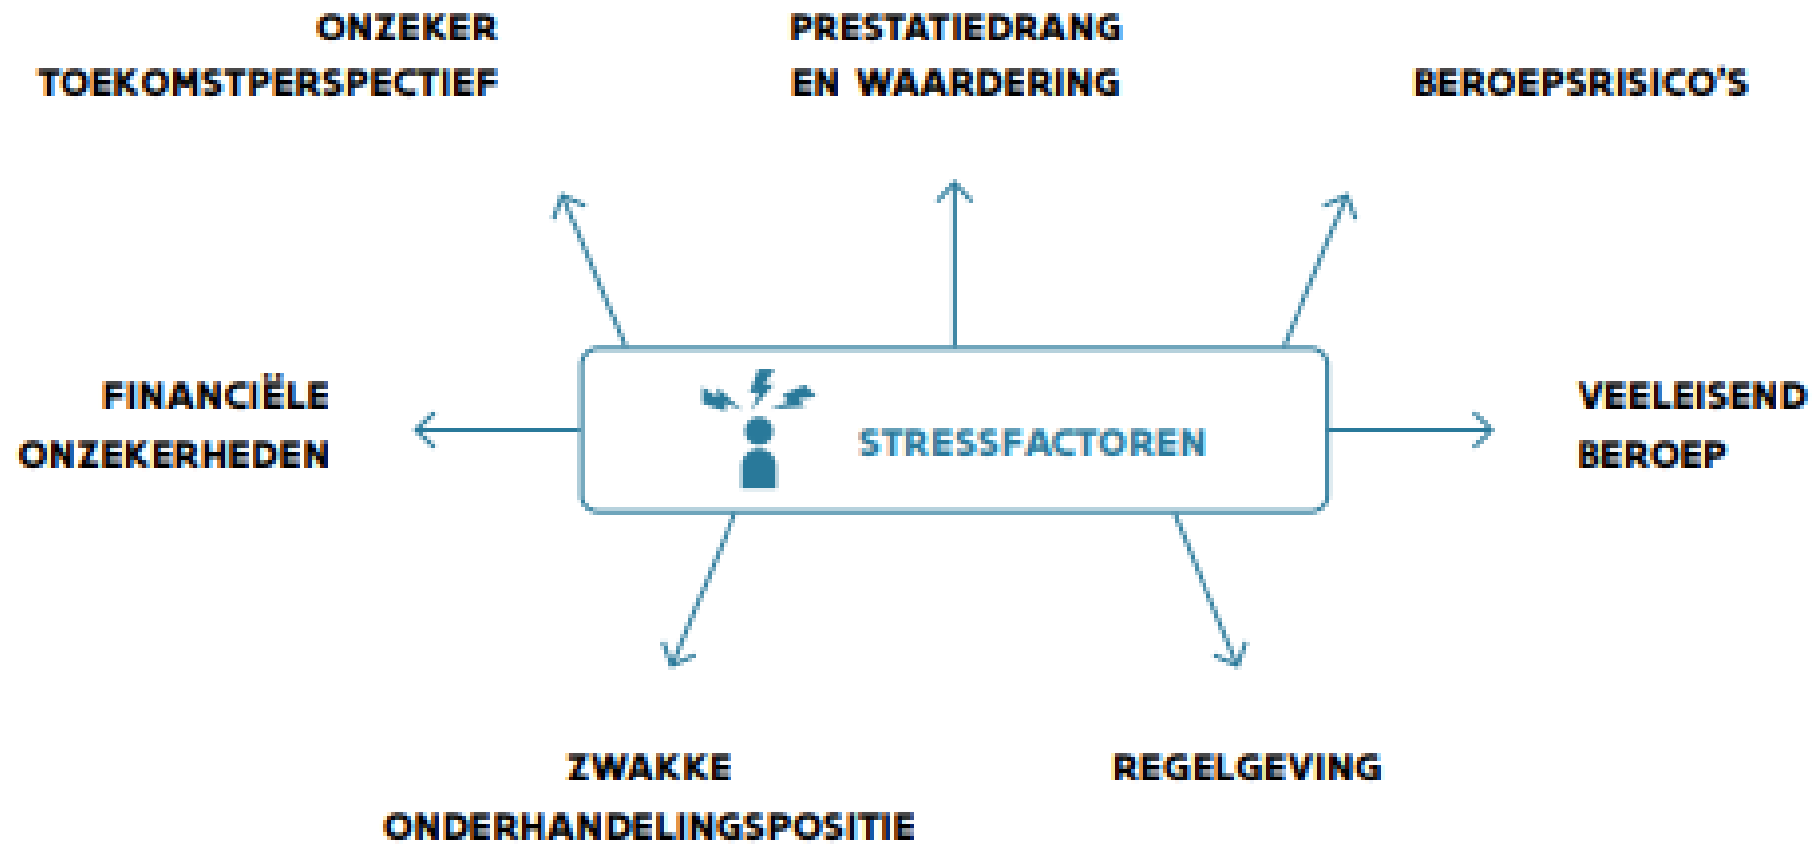 ONZEKER
TOEKOMSTPERSPECTIEF
PRESTATIEDRANG
EN WAARDERING
BEROEPSRISICO'S
FINANCIËLE
ONZEKERHEDEN
STRESSFACTOREN
VEELEISEND
BEROEP
ZWAKKE
ONDERHANDELINGSPOSITIE
REGELGEVING